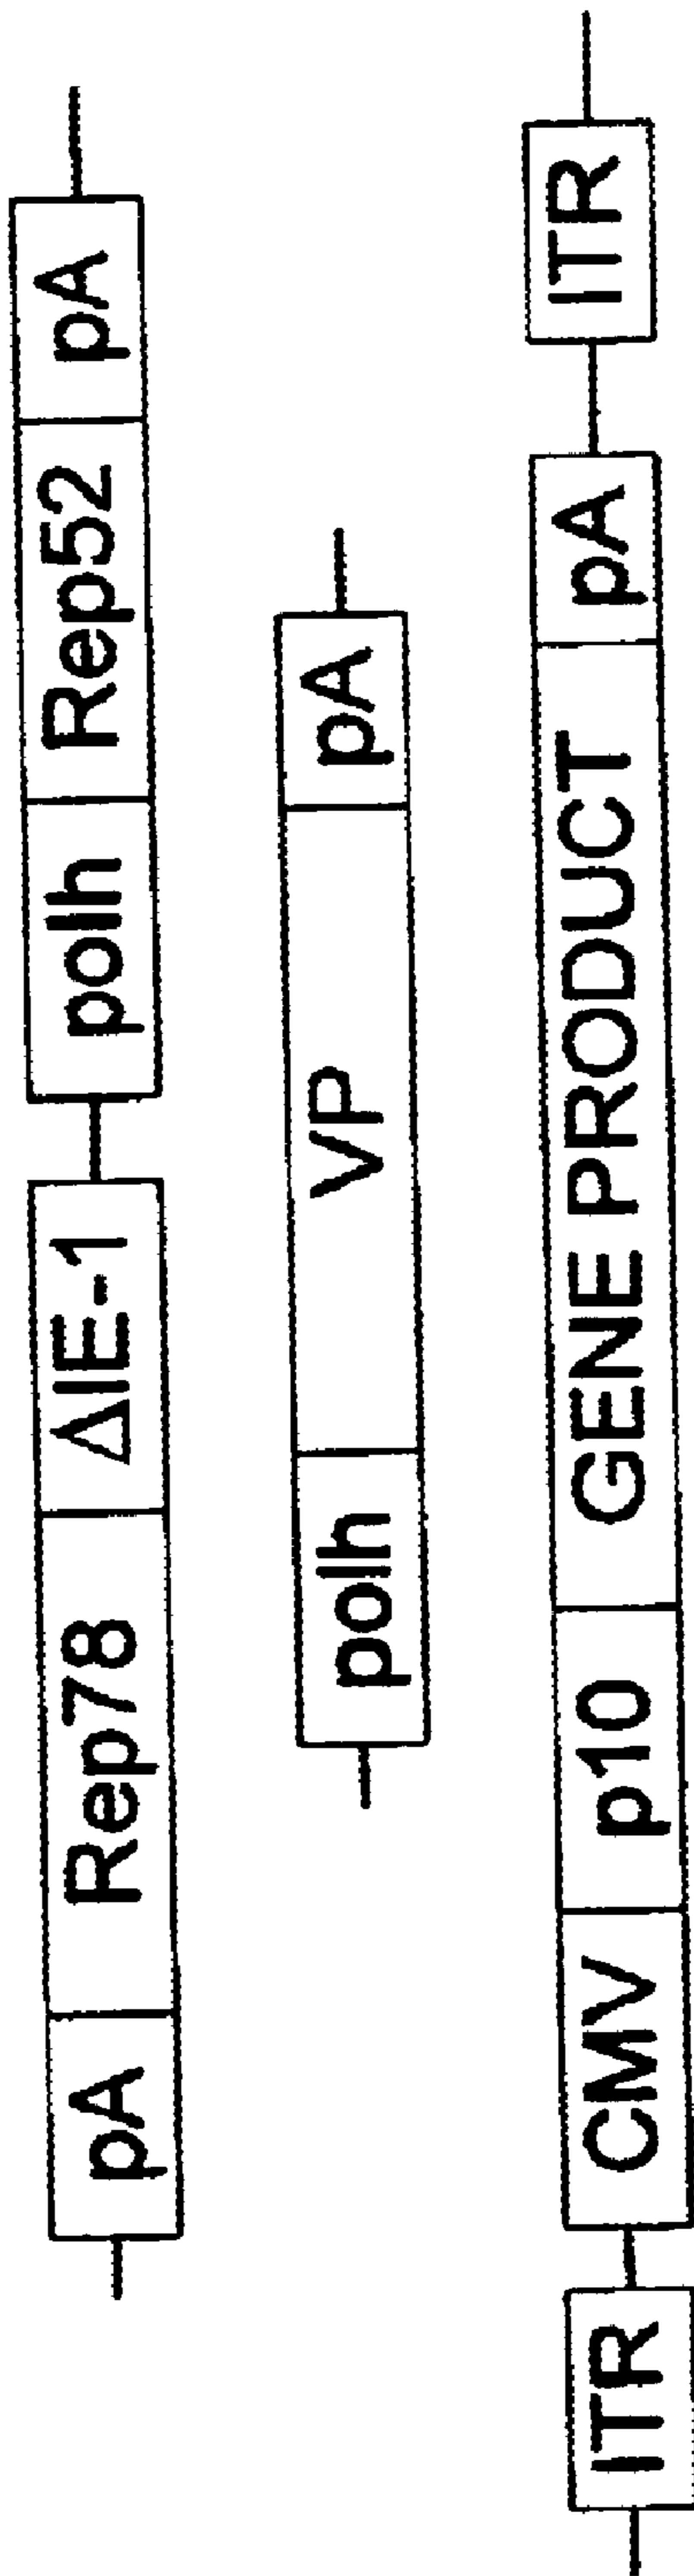 pA Rep78 ΔIE-1 polh Rep52 pA
polh VP pA
ITR CMV p10 GENE PRODUCT pA ITR